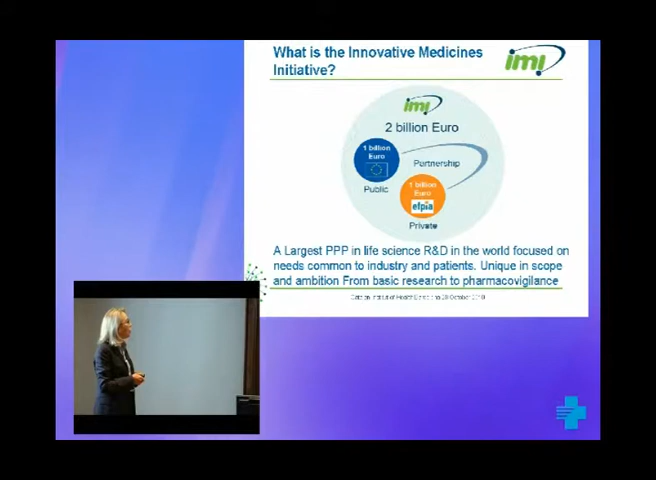 What is the Innovative Medicines
Initiative?
imi
imi
2 billion Euro
1 billion
Euro
Partnership
Public
1 billion
Euro
efpia
Private
A Largest PPP in life science R&D in the world focused on
needs common to industry and patients. Unique in scope
and ambition From basic research to pharmacovigilance